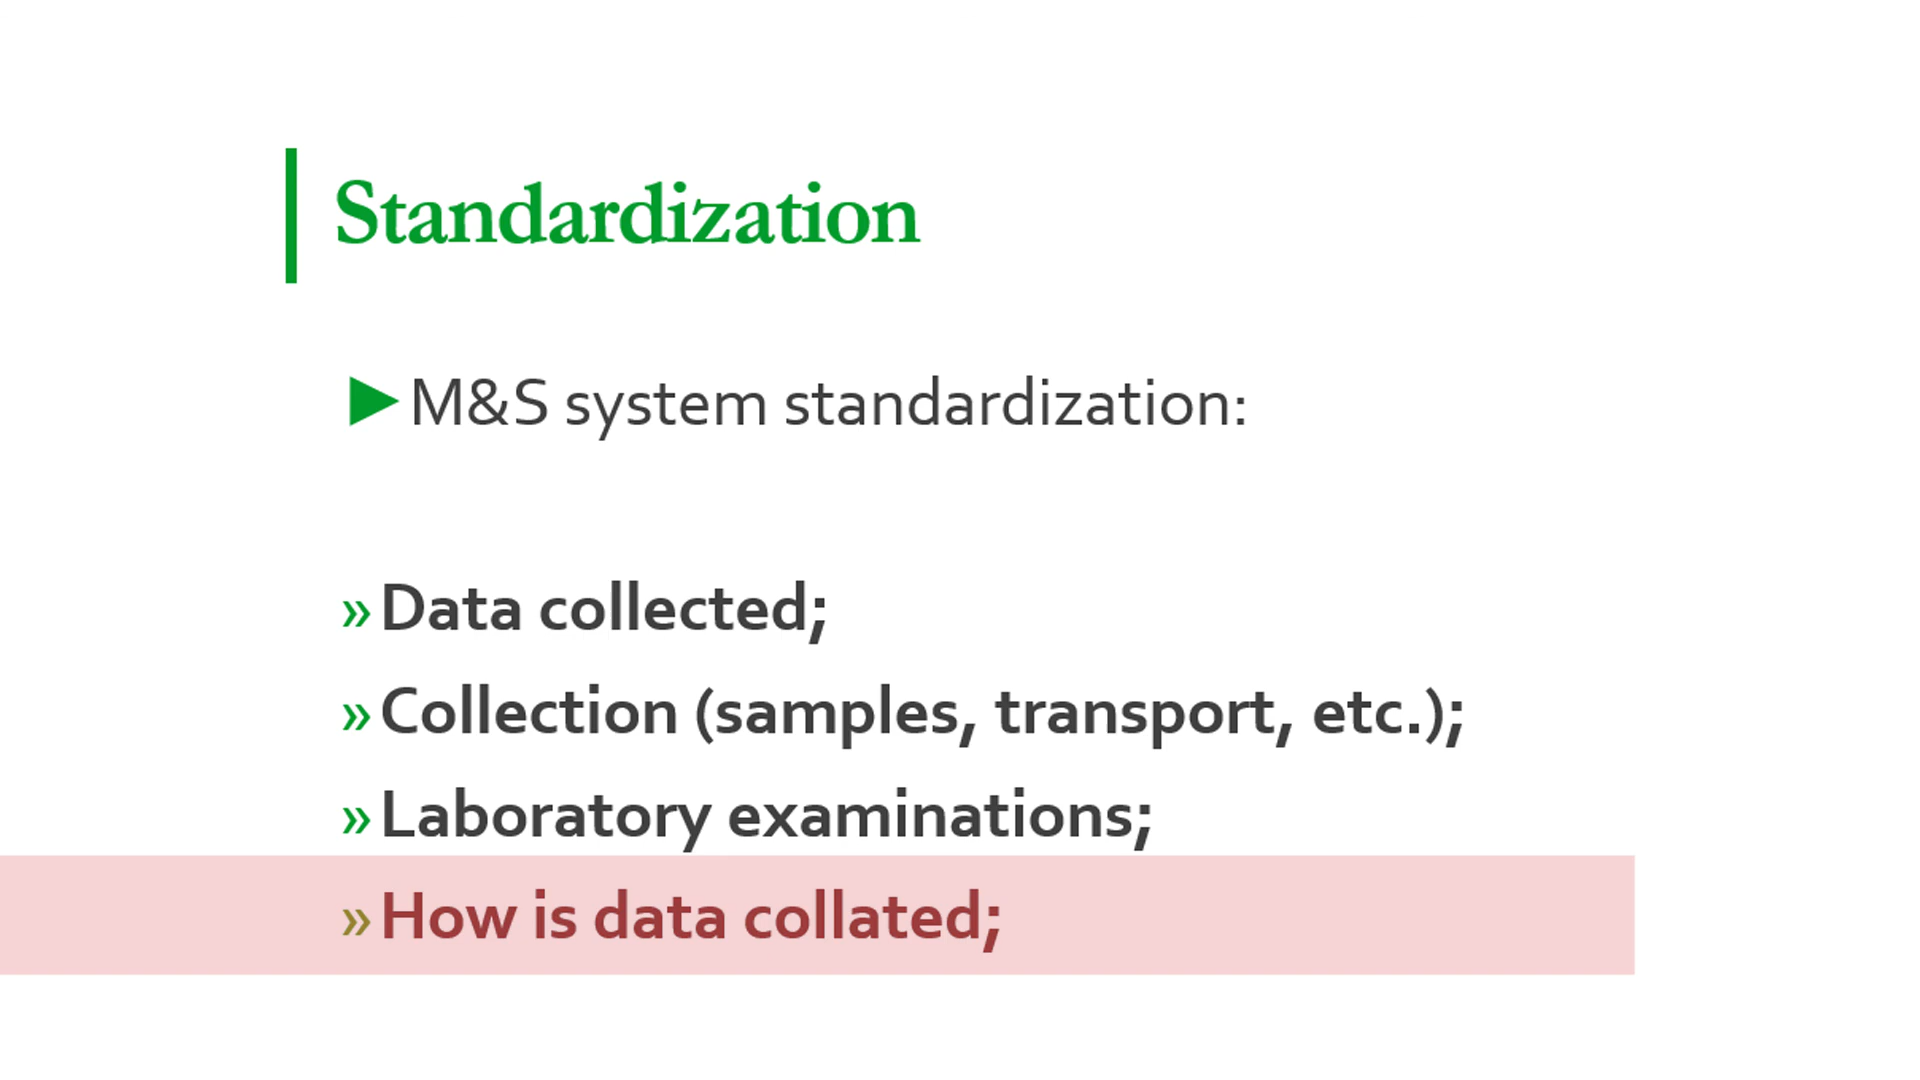 Standardization
►M&S system standardization:
»Data collected;
»Collection (samples, transport, etc.);
»Laboratory examinations;
»How is data collated;